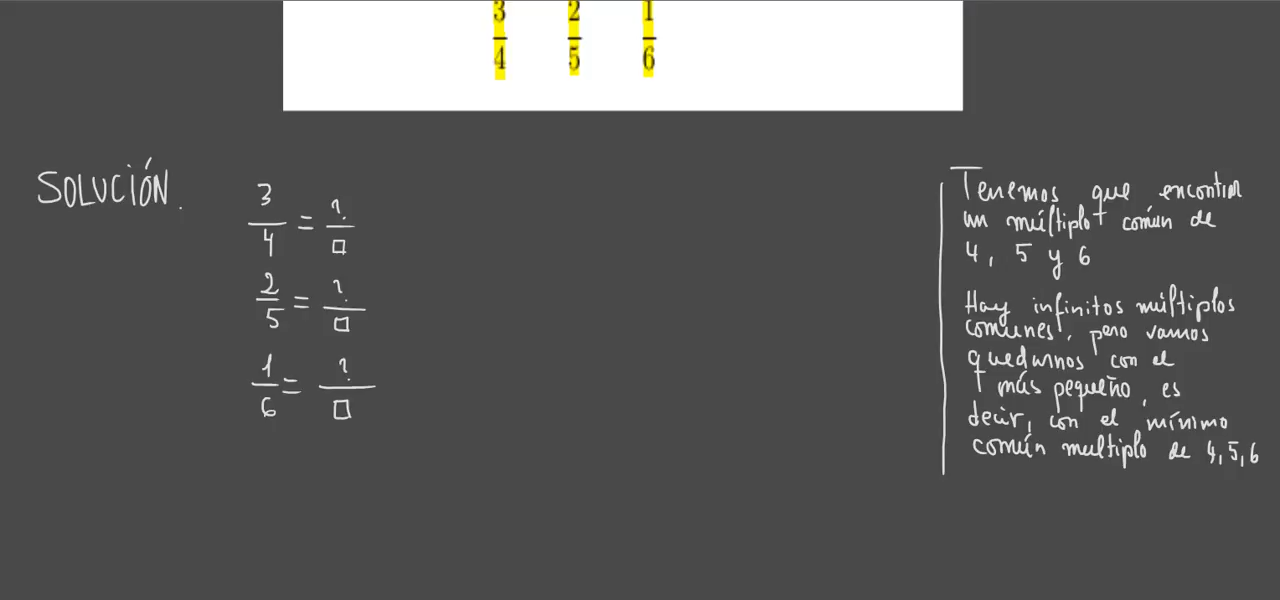 3/4 2/5 1/6
SOLUCIÓN.
3/4 = ?/□
2/5 = ?/□
1/6 = ?/□
Tenemos que encontrar
un múltiplo común de
4, 5 y 6
Hay infinitos múltiplos
comunes, pero vamos
quedarnos con el
más pequeño, es
decir, con el mínimo
común multiplo de 4, 5, 6